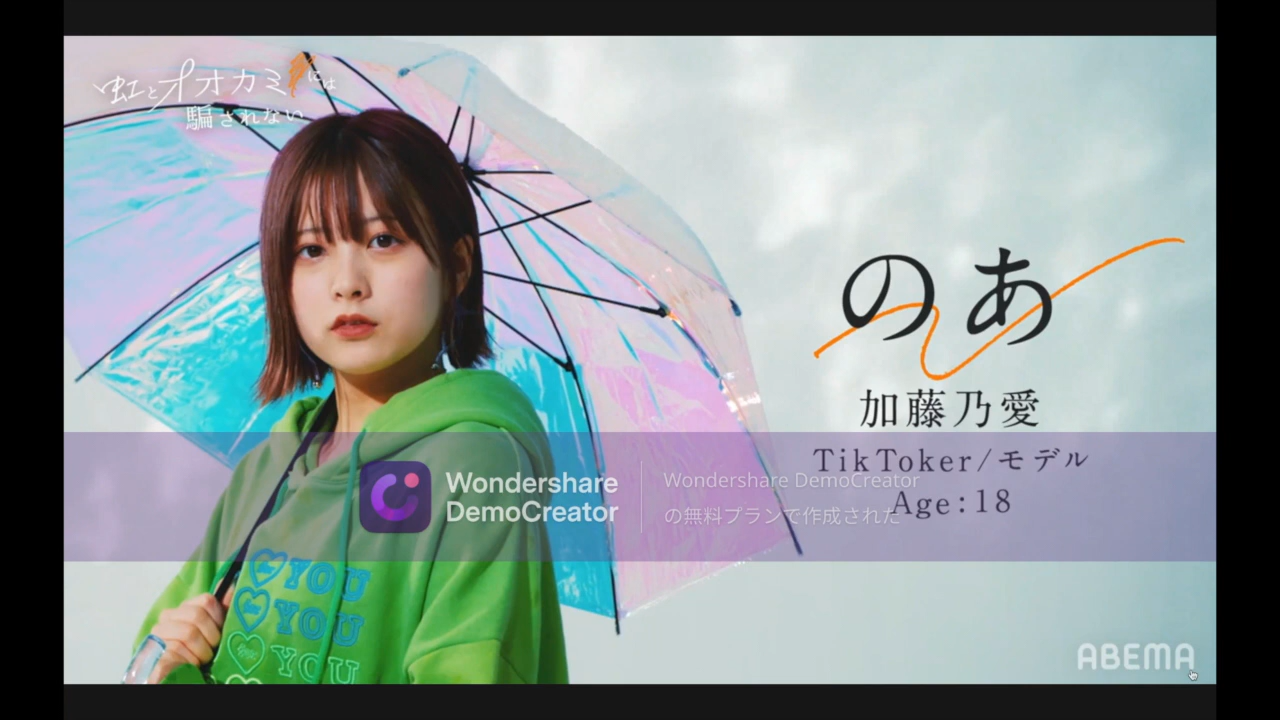 虹とオオカミには
騙されない
のあ
加藤乃愛
TikToker/モデル
Age:18
Wondershare
DemoCreator
Wondershare DemoCreator
の無料プランで作成された
YOU
YOU
YOU
ABEMA